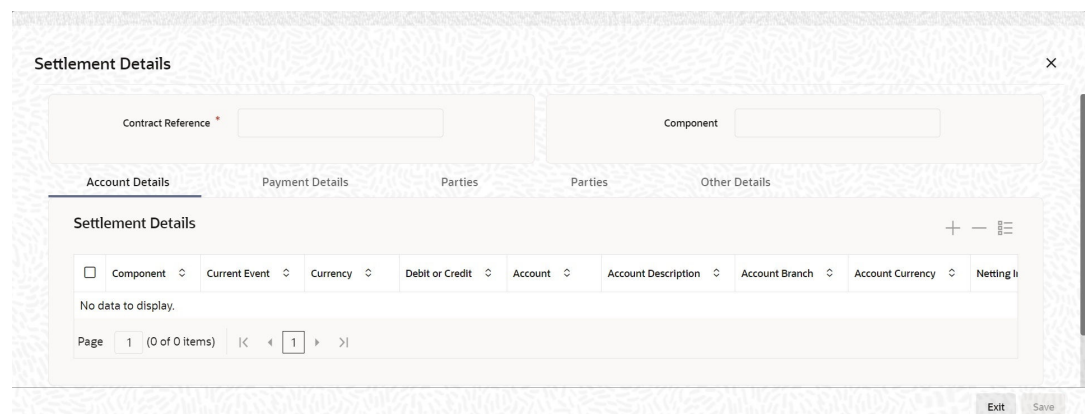 Settlement Details
Contract Reference *
Component
Account Details Payment Details Parties Parties Other Details
Settlement Details
Component Current Event Currency Debit or Credit Account Account Description Account Branch Account Currency Netting
No data to display.
Page 1 (0 of 0 items) 1
Exit Save